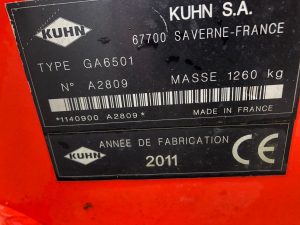 KUHN
KUHN S.A.
67700 SAVERNE-FRANCE
TYPE GA6501
N° A2809 MASSE 1260 kg
*1140900 A2809* MADE IN FRANCE
KUHN
ANNÉE DE FABRICATION
2011
CE